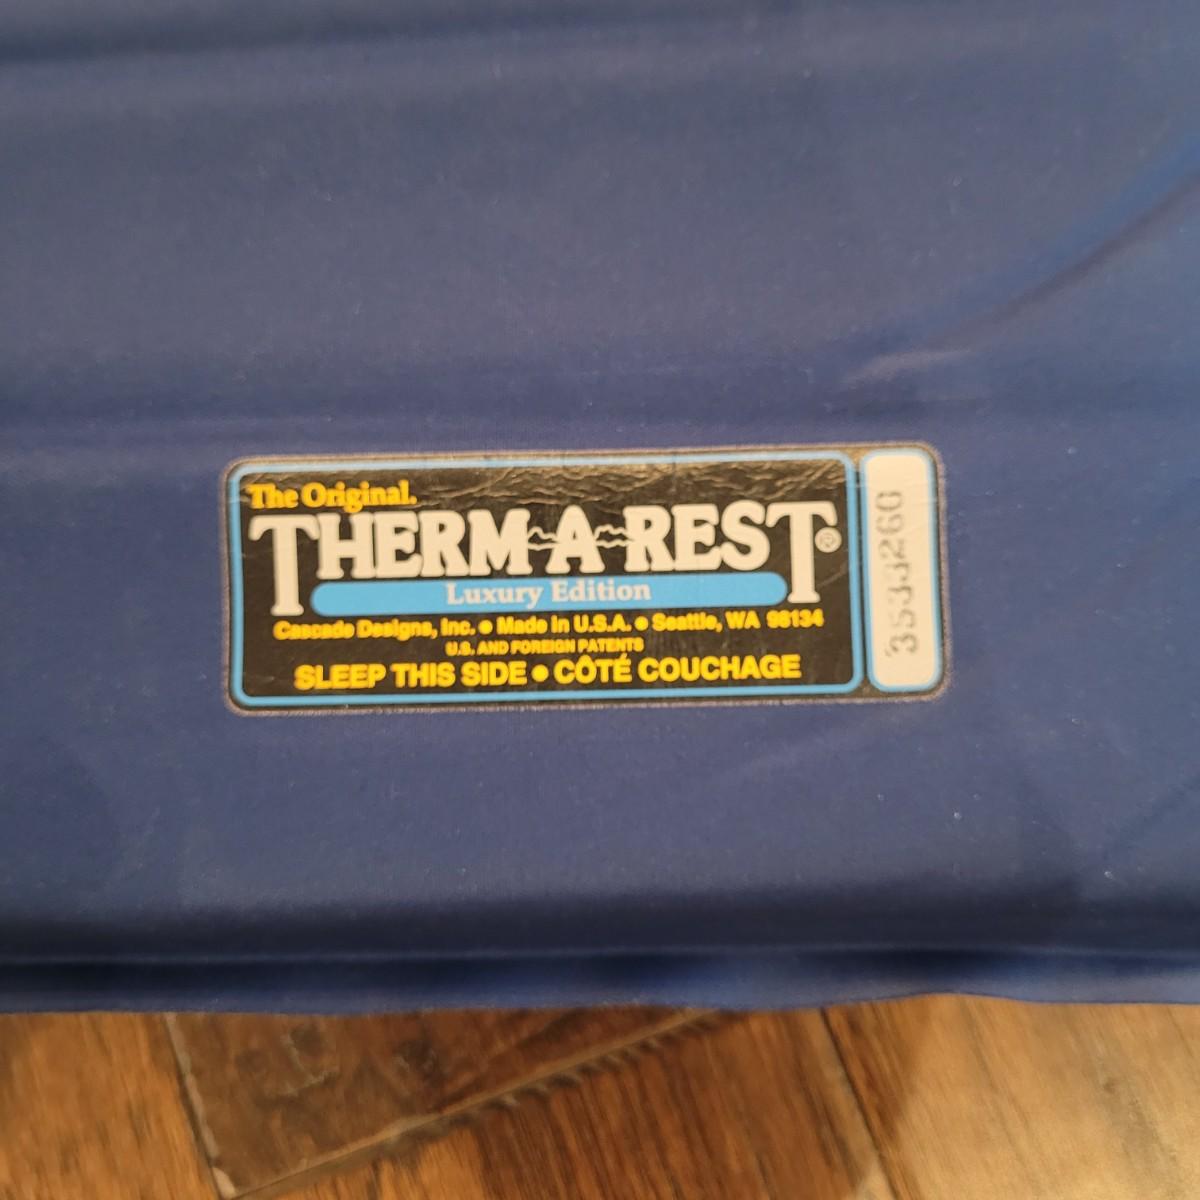 The Original.
THERM-A-REST®
Luxury Edition
Cascade Designs, Inc. • Made in U.S.A. • Seattle, WA 98134
U.S. AND FOREIGN PATENTS
SLEEP THIS SIDE • CÔTÉ COUCHAGE
3533260